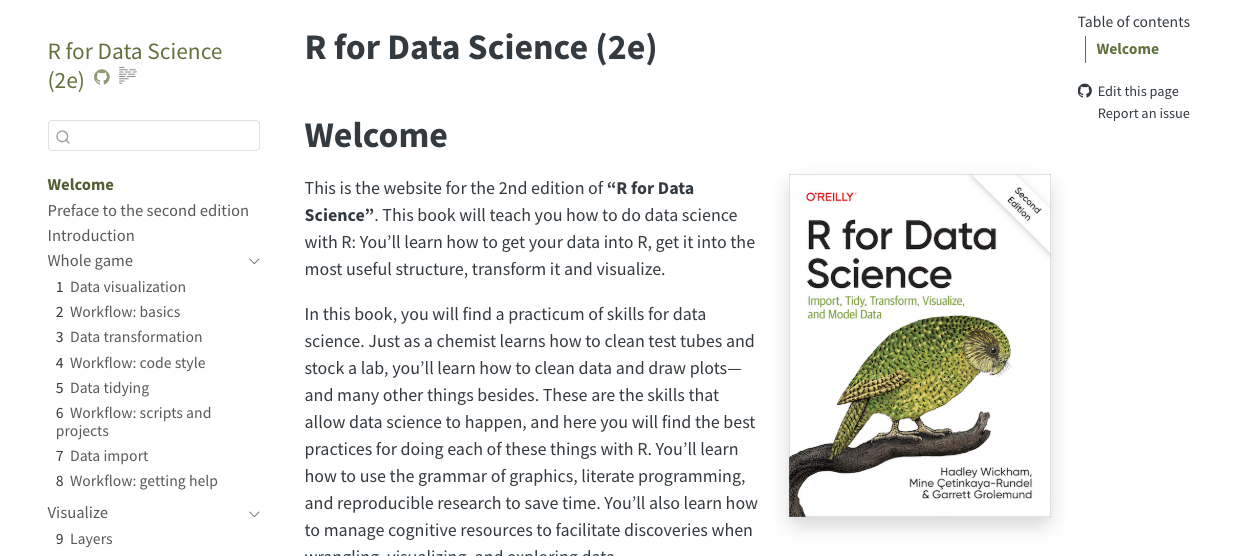 R for Data Science
(2e)
Welcome
Preface to the second edition
Introduction
Whole game
1 Data visualization
2 Workflow: basics
3 Data transformation
4 Workflow: code style
5 Data tidying
6 Workflow: scripts and
projects
7 Data import
8 Workflow: getting help
Visualize
9 Layers
R for Data Science (2e)
Welcome
This is the website for the 2nd edition of “R for Data
Science”. This book will teach you how to do data science
with R: You’ll learn how to get your data into R, get it into the
most useful structure, transform it and visualize.
In this book, you will find a practicum of skills for data
science. Just as a chemist learns how to clean test tubes and
stock a lab, you’ll learn how to clean data and draw plots—
and many other things besides. These are the skills that
allow data science to happen, and here you will find the best
practices for doing each of these things with R. You’ll learn
how to use the grammar of graphics, literate programming,
and reproducible research to save time. You’ll also learn how
to manage cognitive resources to facilitate discoveries when
wrangling, visualizing, and exploring data.
O'REILLY®
Second
Edition
R for Data
Science
Import, Tidy, Transform, Visualize,
and Model Data
Hadley Wickham,
Mine Çetinkaya-Rundel
& Garrett Grolemund
Table of contents
Welcome
Edit this page
Report an issue